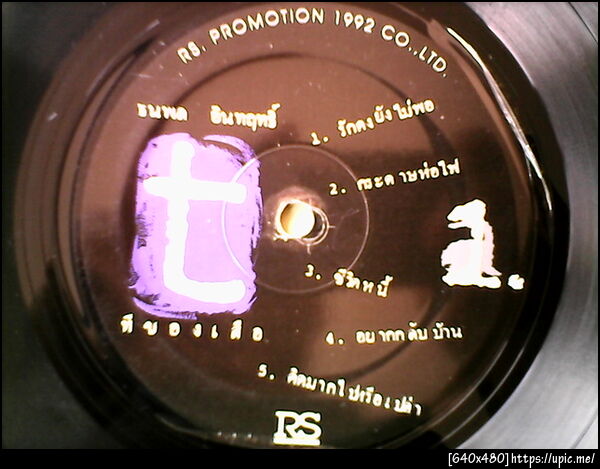 RS. PROMOTION 1992 CO.,LTD.
ธนพล อินทฤทธิ์
1. รักคงยังไม่พอ
2. กระดาษห่อไฟ
t
a.
3. ชีวิตหนี้
ทีของเสือ
4. อยากกลับบ้าน
5. คิดมากไปหรือเปล่า
RS
[640x480]https://upic.me/